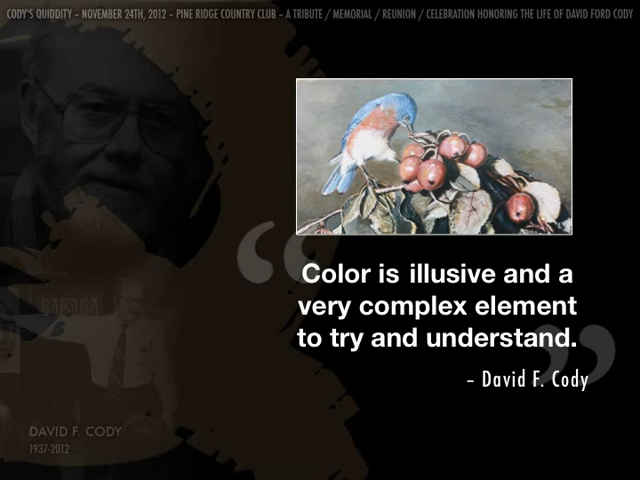 CODY'S QUIDDITY – NOVEMBER 24TH, 2012 – PINE RIDGE COUNTRY CLUB – A TRIBUTE / MEMORIAL / REUNION / CELEBRATION HONORING THE LIFE OF DAVID FORD CODY
“
Color is illusive and a
very complex element
to try and understand.
”
– David F. Cody
DAVID F. CODY
1937-2012